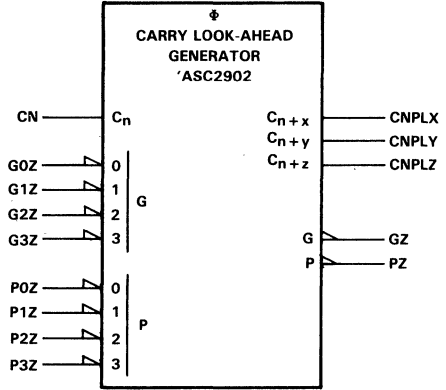 Φ
CARRY LOOK-AHEAD
GENERATOR
'ASC2902
CN Cn Cn+x CNPLX
Cn+y CNPLY
Cn+z CNPLZ
G0Z 0
G1Z 1
G
G2Z 2
G3Z 3 G GZ
P PZ
P0Z 0
P1Z 1
P
P2Z 2
P3Z 3